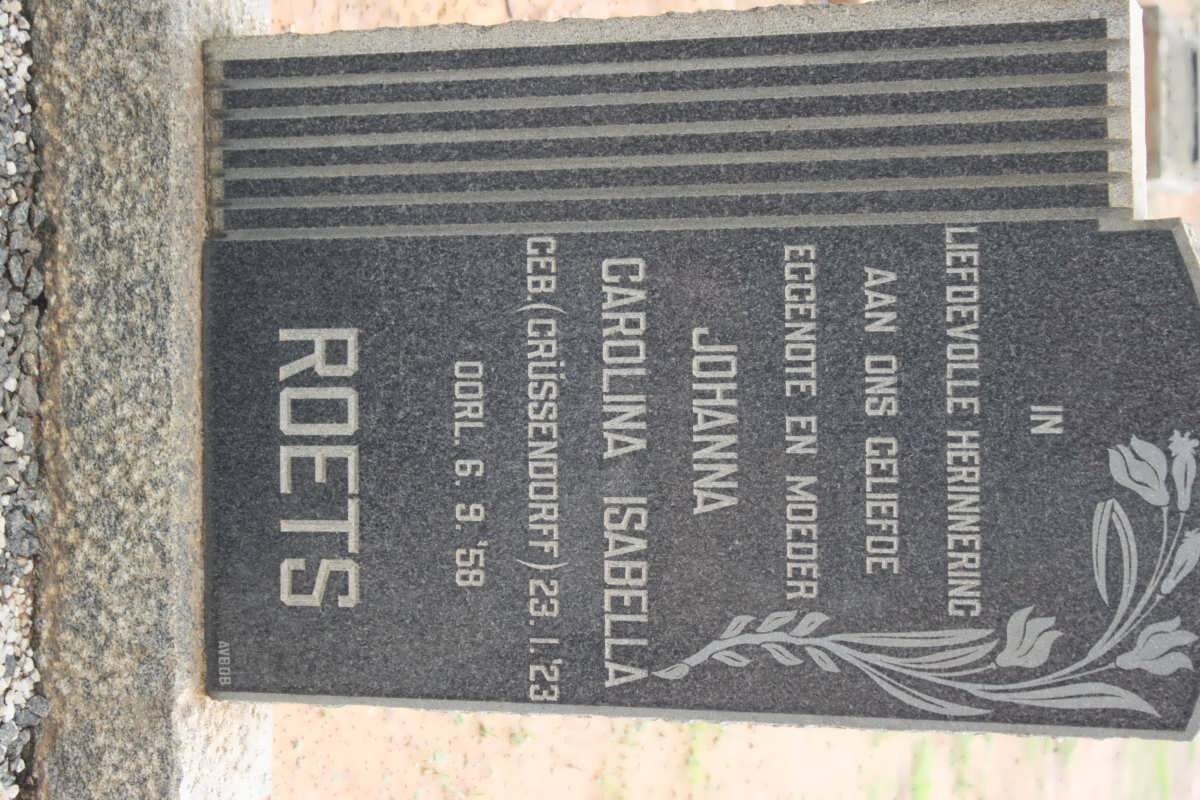 IN
LIEFDEVOLLE HERINNERING
AAN ONS GELIEFDE
EGGENOTE EN MOEDER
JOHANNA
CAROLINA ISABELLA
GEB. (CRÜSSENDORFF) 23. 1. '23
OORL. 6. 9. '58
ROETS
AVBOB